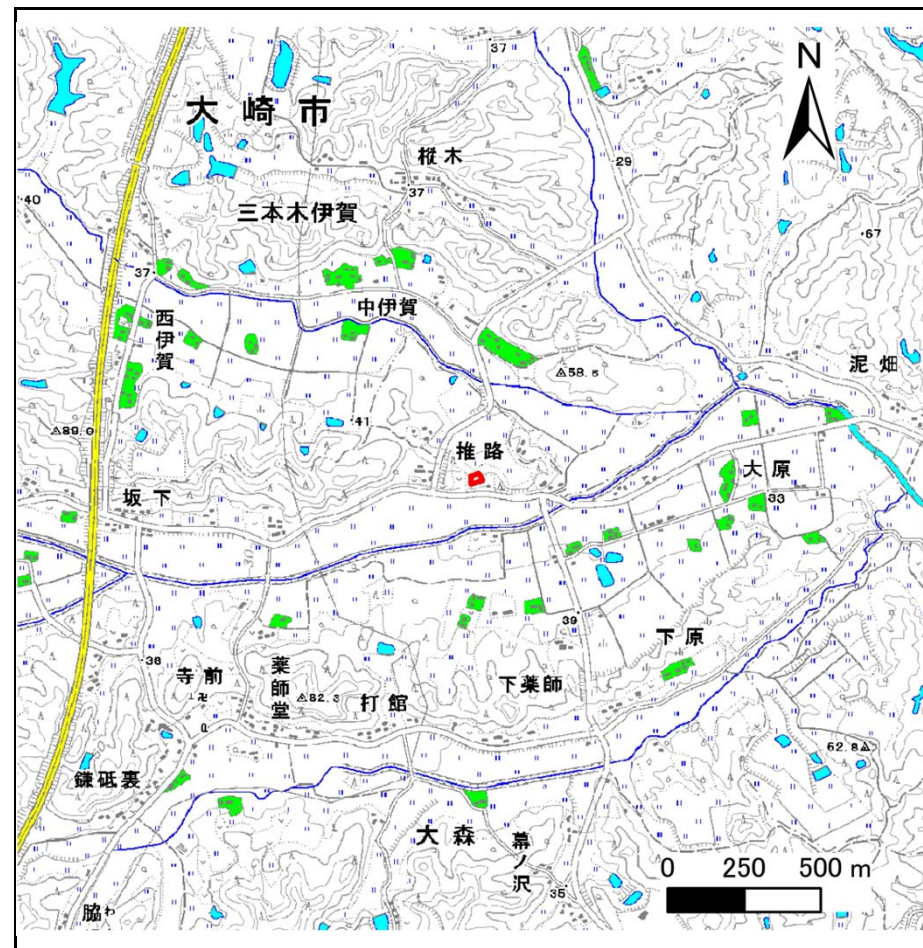 37
N
大崎市
樅木
29
37
40
三本木伊賀
67
37
中伊賀
西伊賀
泥畑
58.5
41
89.0
推路
大原
坂下
33
39
下原
寺前
薬師堂
82.3
打館
下薬師
38
62.8
鎌砥裏
大森
幕ノ沢
0 250 500 m
35
脇